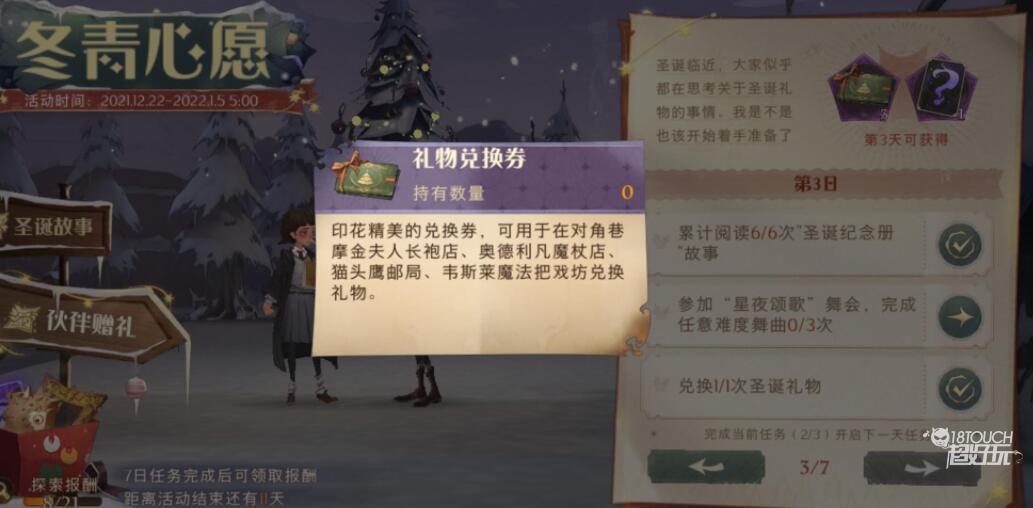 冬青心愿
活动时间：2021.12.22-2022.1.5 5:00
圣诞故事
伙伴赠礼
探索报酬
8/21
7日任务完成后可领取报酬
距离活动结束还有11天
礼物兑换券
持有数量 0
印花精美的兑换券，可用于在对角巷
摩金夫人长袍店、奥德利凡魔杖店、
猫头鹰邮局、韦斯莱魔法把戏坊兑换
礼物。
圣诞临近，大家似乎
都在思考关于圣诞礼
物的事情。我是不是
也该开始着手准备了
第3天可获得
第3日
累计阅读6/6次"圣诞纪念册
"故事
参加“星夜颂歌”舞会，完成
任意难度舞曲0/3次
兑换1/1次圣诞礼物
完成当前任务（2/3）开启下一天任
3/7
18TOUCH
超好玩